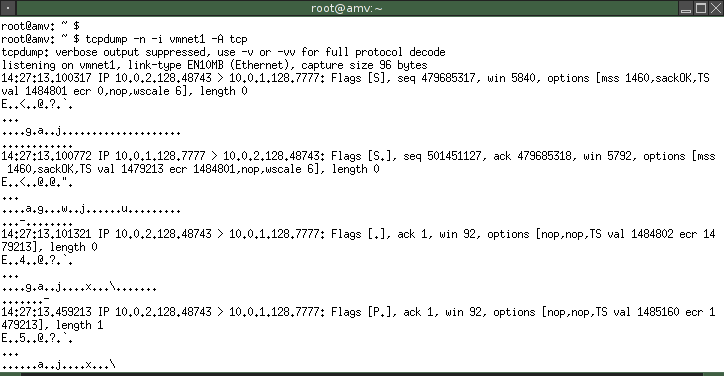 root@amv:~
root@amv: ~ $
root@amv: ~ $ tcpdump -n -i vmnet1 -A tcp
tcpdump: verbose output suppressed, use -v or -vv for full protocol decode
listening on vmnet1, link-type EN10MB (Ethernet), capture size 96 bytes
14:27:13.100317 IP 10.0.2.128.48743 > 10.0.1.128.7777: Flags [S], seq 479685317, win 5840, options [mss 1460,sackOK,TS
val 1484801 ecr 0,nop,wscale 6], length 0
E..<..@.?.`.
...
....g.a..j....................
............
14:27:13.100772 IP 10.0.1.128.7777 > 10.0.2.128.48743: Flags [S.], seq 501451127, ack 479685318, win 5792, options [mss
1460,sackOK,TS val 1479213 ecr 1484801,nop,wscale 6], length 0
E..<..@.@.".
...
....a.g...w..j......u.........
...-........
14:27:13.101321 IP 10.0.2.128.48743 > 10.0.1.128.7777: Flags [.], ack 1, win 92, options [nop,nop,TS val 1484802 ecr 14
79213], length 0
E..4..@.?.`.
...
....g.a..j....x...\.......
.......-
14:27:13.459213 IP 10.0.2.128.48743 > 10.0.1.128.7777: Flags [P.], ack 1, win 92, options [nop,nop,TS val 1485160 ecr 1
479213], length 1
E..5..@.?.`.
...
......a..j....x...\